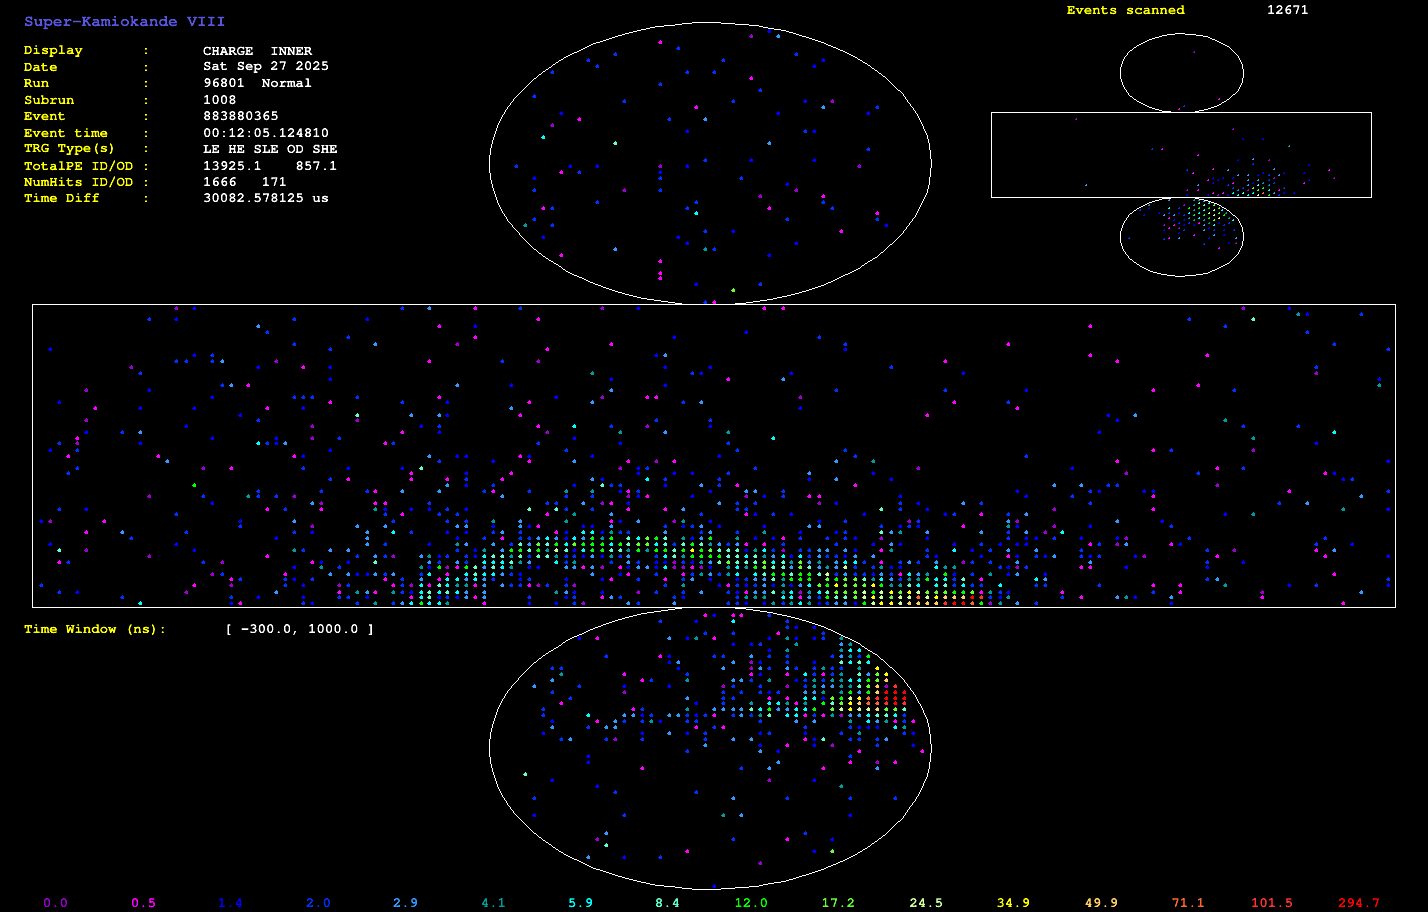 Super-Kamiokande VIII
Events scanned 12671
Display : CHARGE INNER
Date : Sat Sep 27 2025
Run : 96801 Normal
Subrun : 1008
Event : 883880365
Event time : 00:12:05.124810
TRG Type(s) : LE HE SLE OD SHE
TotalPE ID/OD : 13925.1 857.1
NumHits ID/OD : 1666 171
Time Diff : 30082.578125 us
Time Window (ns): [ -300.0, 1000.0 ]
0.0 0.5 1.4 2.0 2.9 4.1 5.9 8.4 12.0 17.2 24.5 34.9 49.9 71.1 101.5 294.7